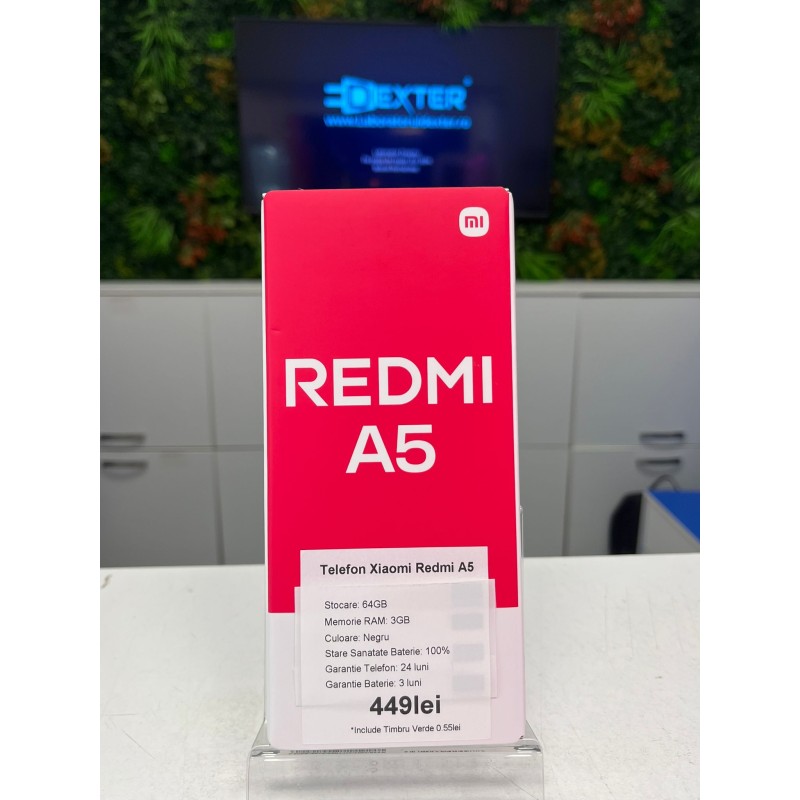 DEXTER
mi
REDMI
A5
Telefon Xiaomi Redmi A5
Stocare: 64GB
Memorie RAM: 3GB
Culoare: Negru
Stare Sanatate Baterie: 100%
Garantie Telefon: 24 luni
Garantie Baterie: 3 luni
449lei
*Include Timbru Verde 0.55lei